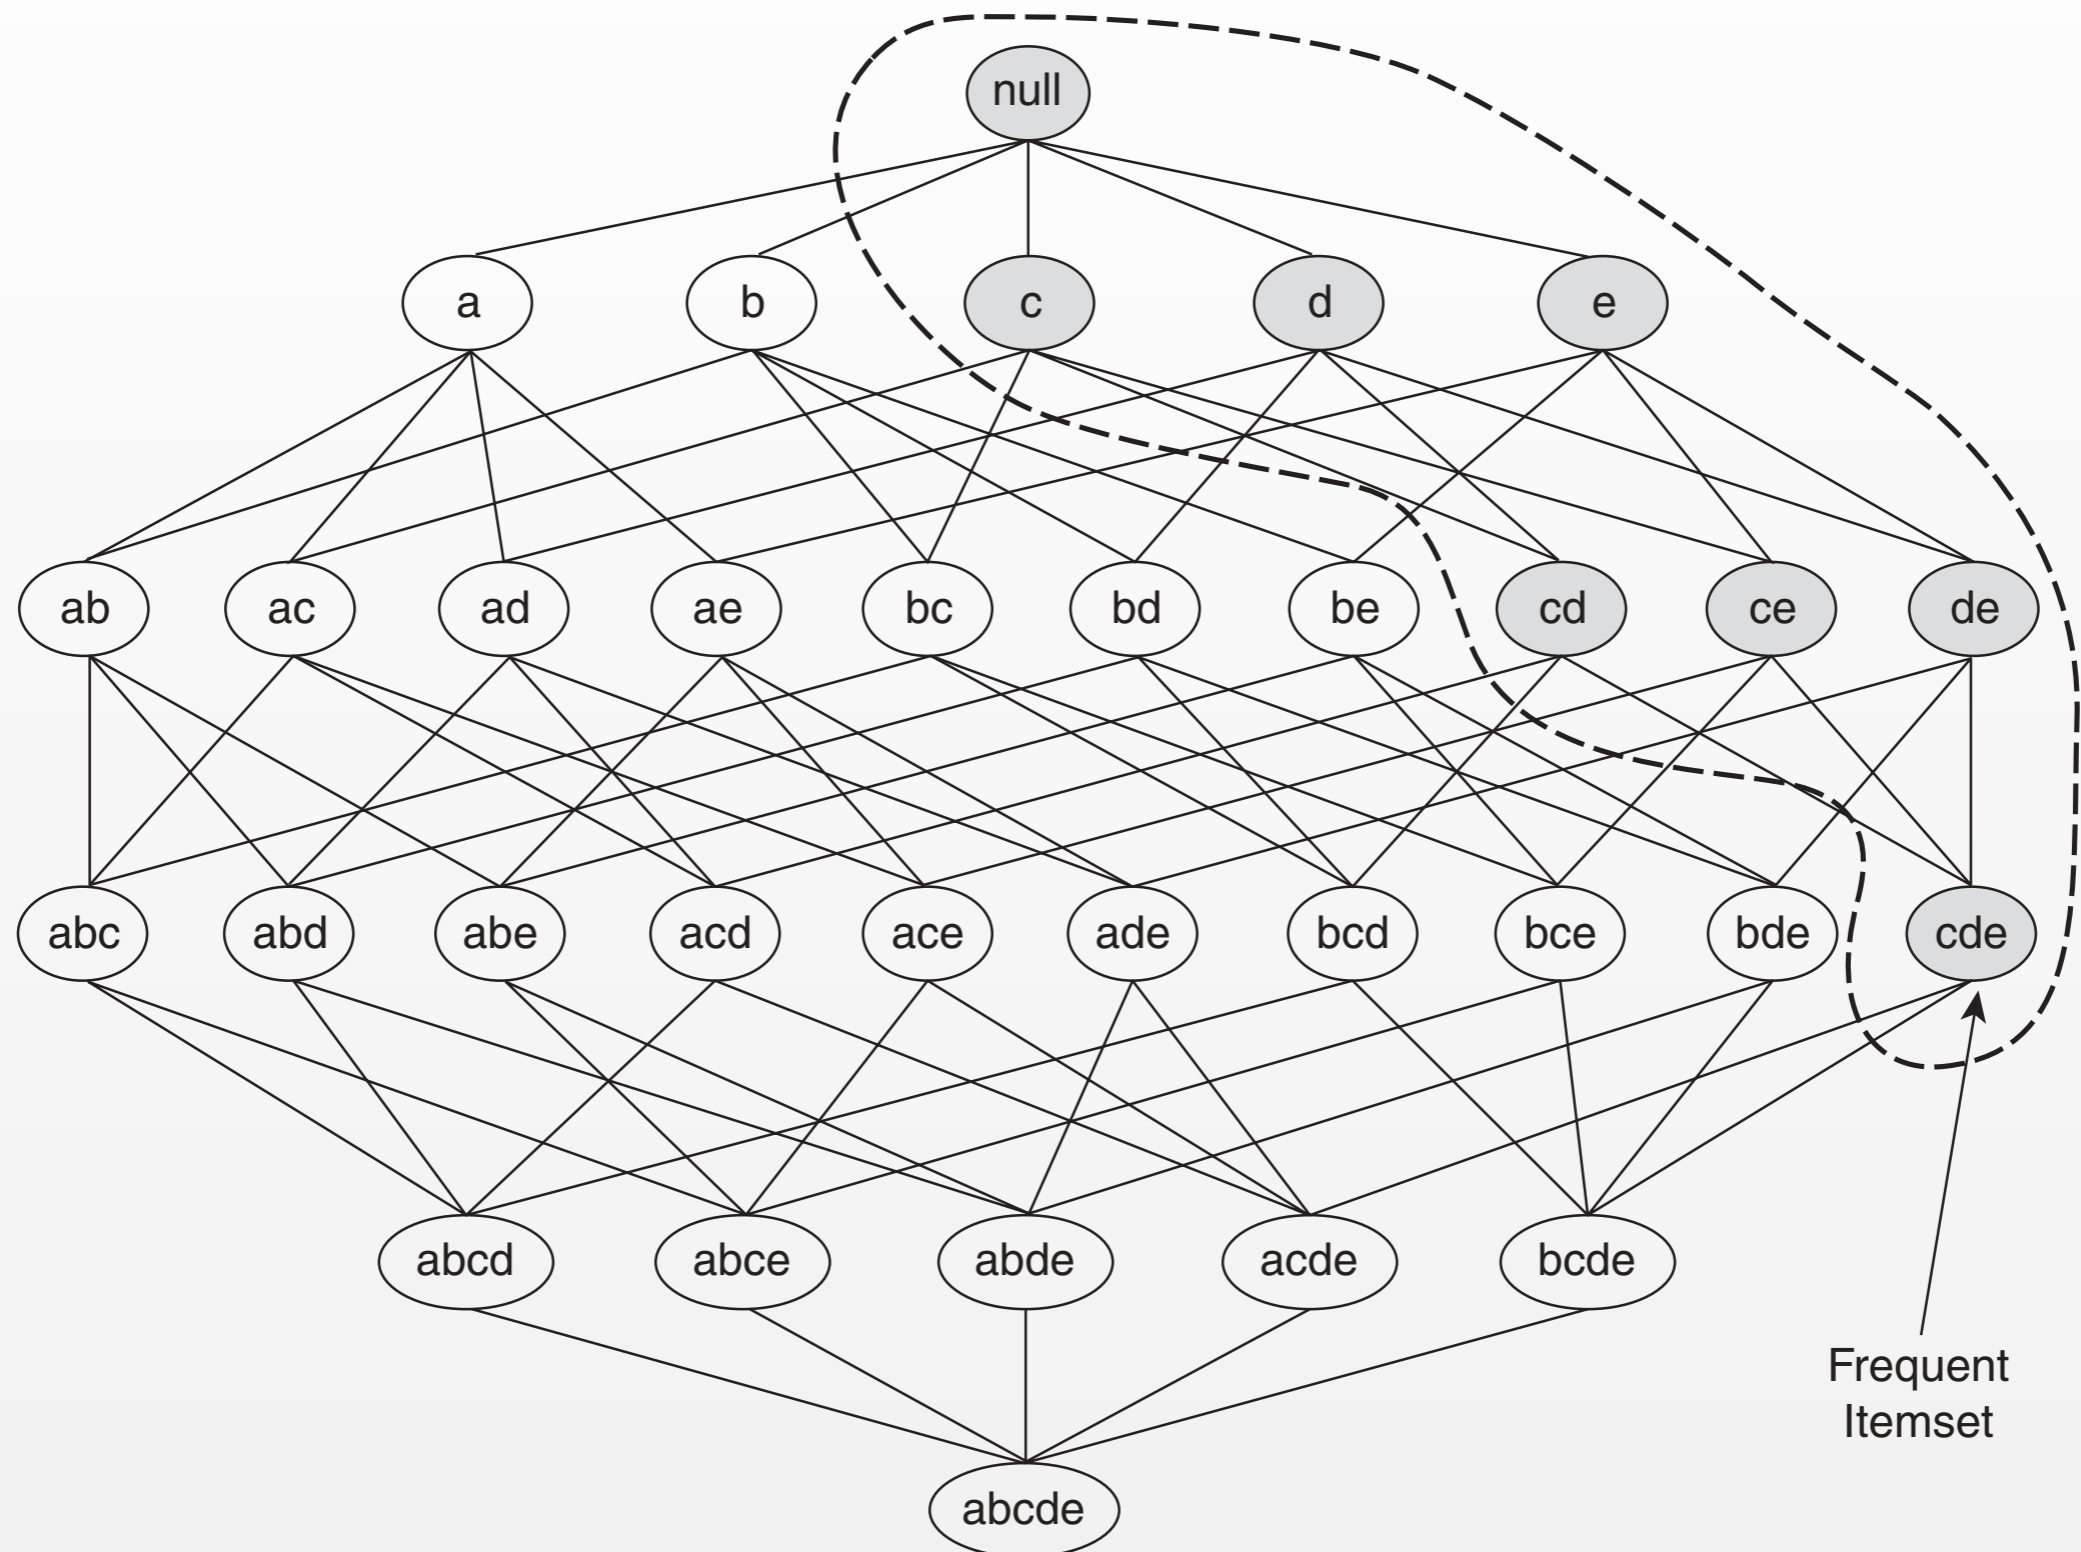 null
a b c d e
ab ac ad ae bc bd be cd ce de
abc abd abe acd ace ade bcd bce bde cde
abcd abce abde acde bcde
Frequent
Itemset
abcde